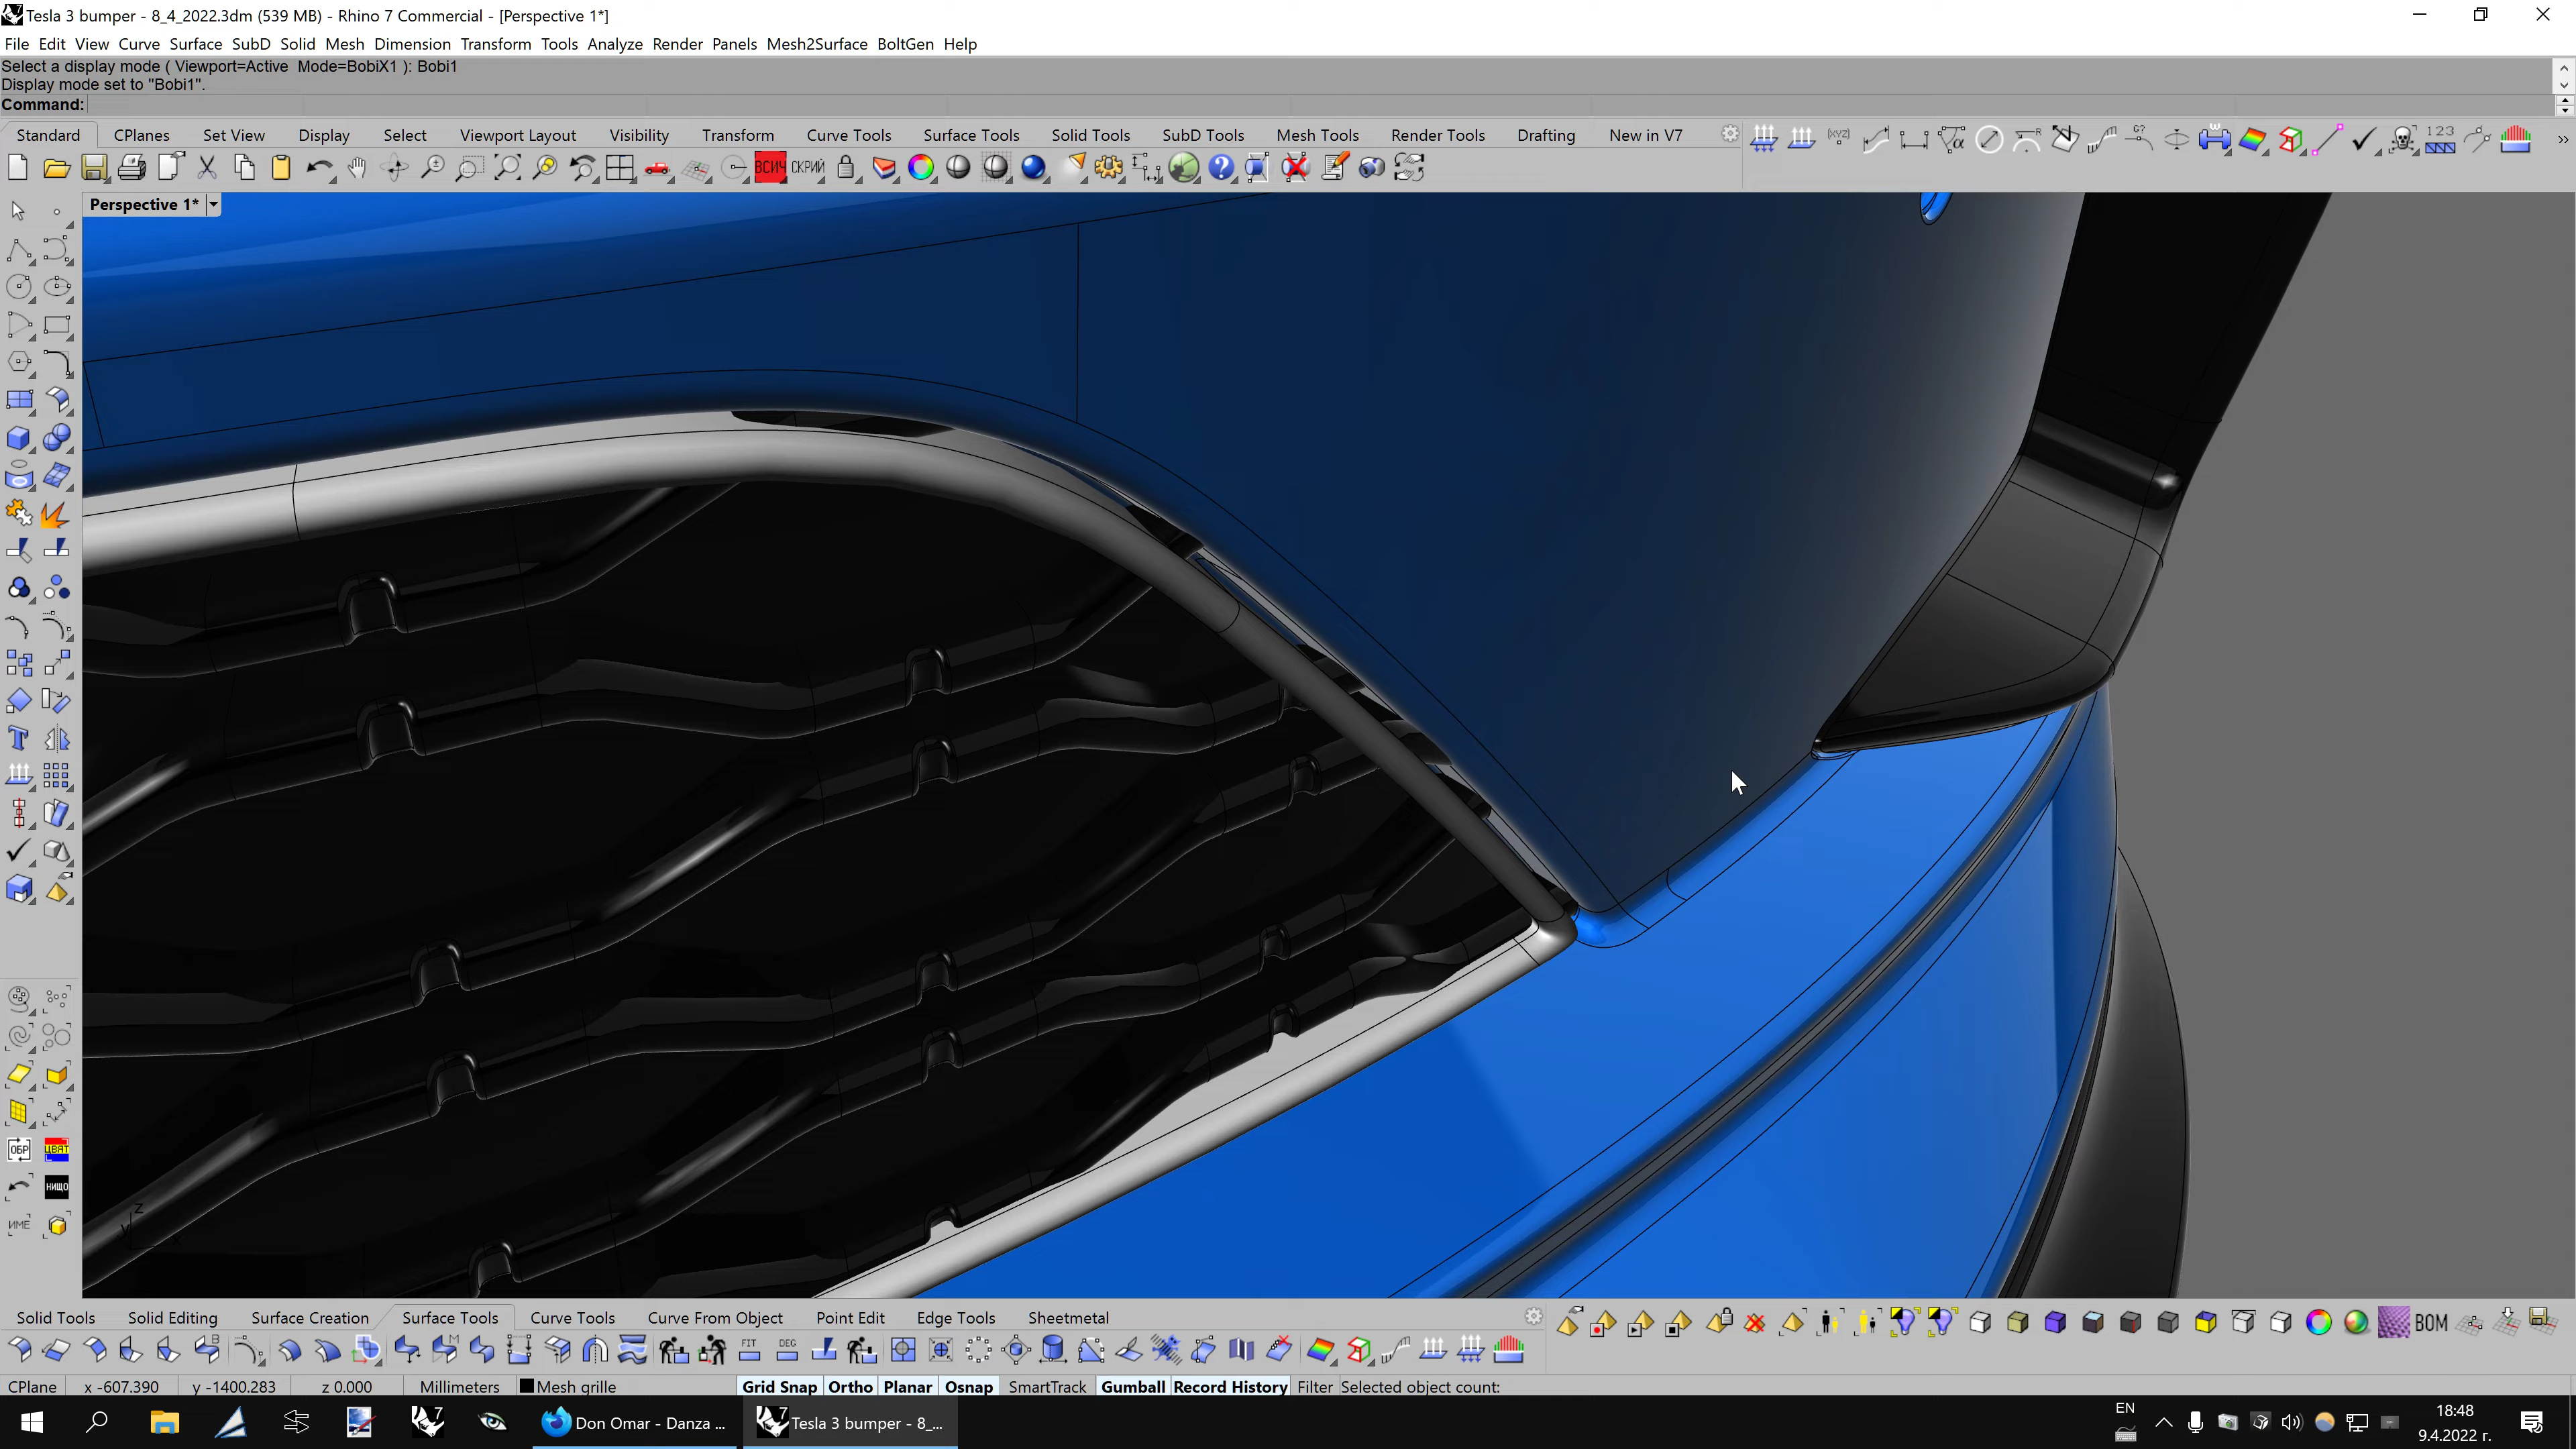 Tesla 3 bumper - 8_4_2022.3dm (539 MB) - Rhino 7 Commercial - [Perspective 1*]
File Edit View Curve Surface SubD Solid Mesh Dimension Transform Tools Analyze Render Panels Mesh2Surface BoltGen Help
Select a display mode ( Viewport=Active Mode=BobiX1 ): Bobi1
Display mode set to "Bobi1".
Command:
Standard CPlanes Set View Display Select Viewport Layout Visibility Transform Curve Tools Surface Tools Solid Tools SubD Tools Mesh Tools Render Tools Drafting New in V7
ВСИЧ СКРИЙ
Perspective 1*
ОБР ЦВЯТ
НИЩО
ИМЕ
z
y
Solid Tools Solid Editing Surface Creation Surface Tools Curve Tools Curve From Object Point Edit Edge Tools Sheetmetal
BOM
FIT DEG
CPlane x -607.390 y -1400.283 z 0.000 Millimeters Mesh grille Grid Snap Ortho Planar Osnap SmartTrack Gumball Record History Filter Selected object count:
Don Omar - Danza ... Tesla 3 bumper - 8_...
EN
18:48
9.4.2022 г.